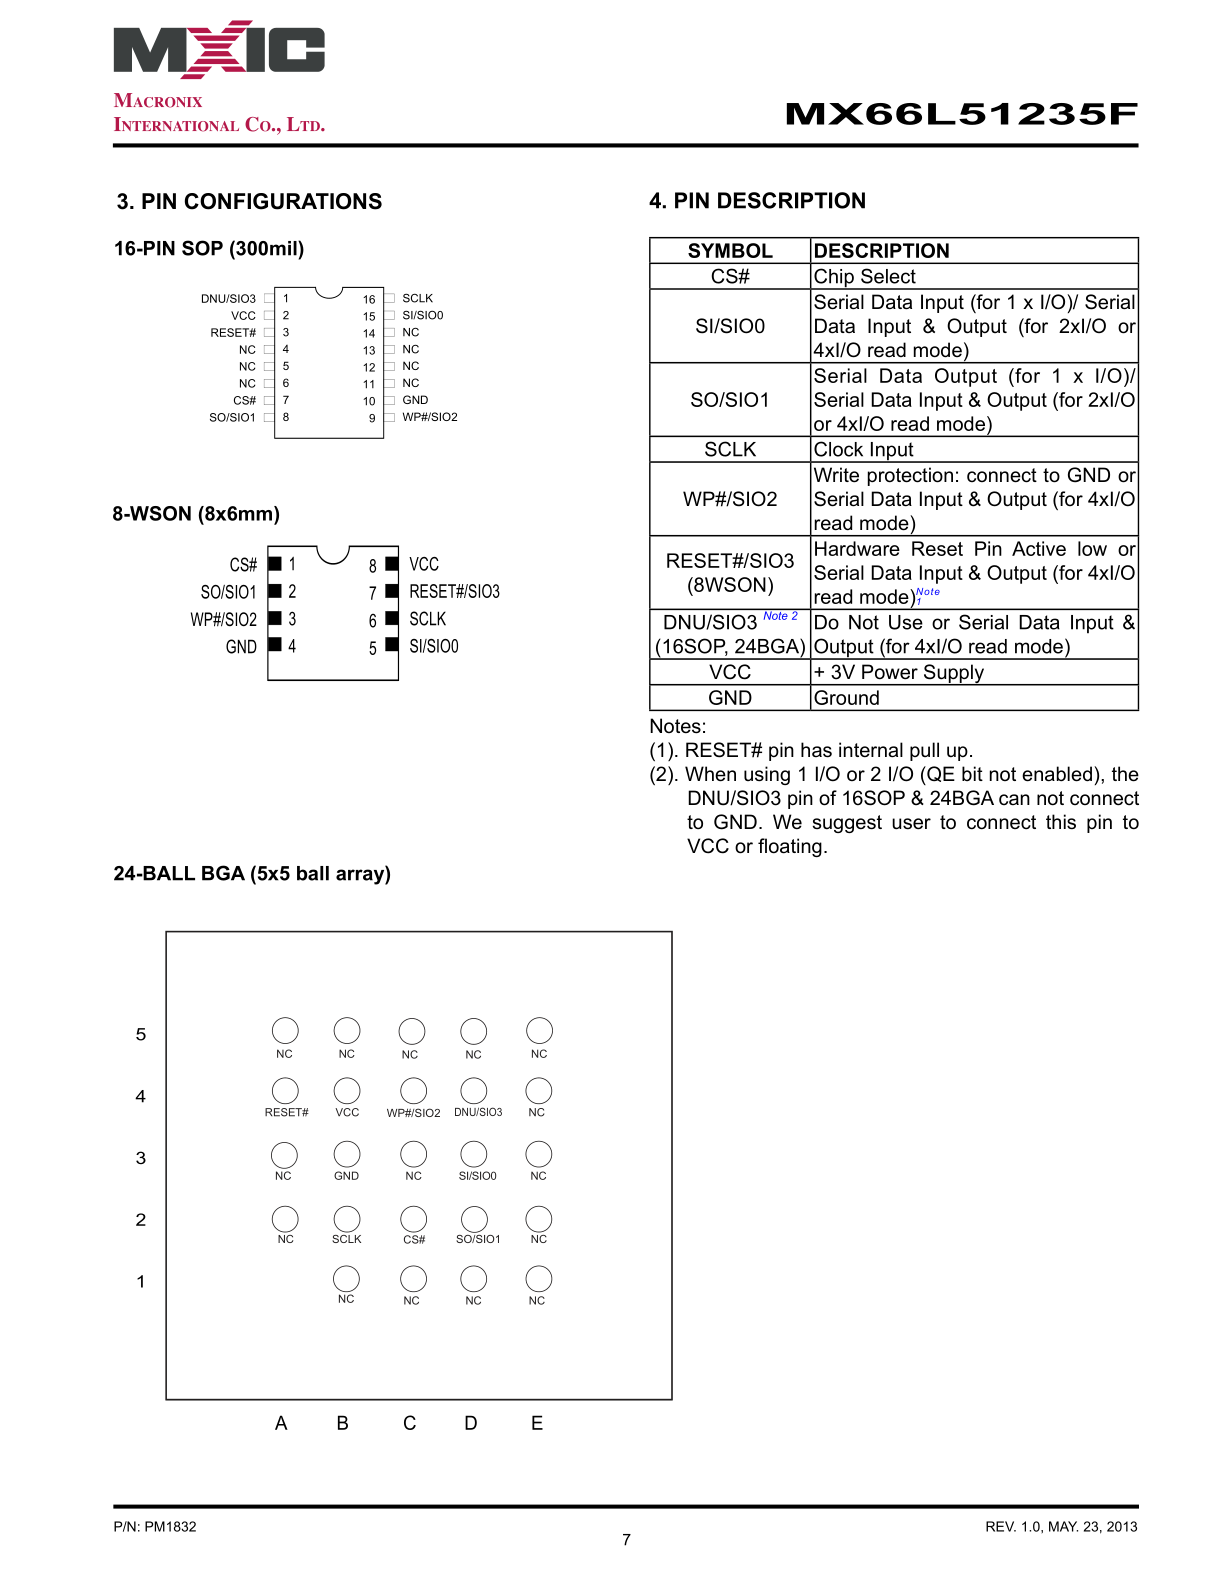 MXIC
MACRONIX
INTERNATIONAL CO., LTD.
MX66L51235F
3. PIN CONFIGURATIONS
16-PIN SOP (300mil)
DNU/SIO3 1 16 SCLK
VCC 2 15 SI/SIO0
RESET# 3 14 NC
NC 4 13 NC
NC 5 12 NC
NC 6 11 NC
CS# 7 10 GND
SO/SIO1 8 9 WP#/SIO2
8-WSON (8x6mm)
CS# 1 8 VCC
SO/SIO1 2 7 RESET#/SIO3
WP#/SIO2 3 6 SCLK
GND 4 5 SI/SIO0
4. PIN DESCRIPTION
SYMBOL DESCRIPTION
CS# Chip Select
SI/SIO0
Serial Data Input (for 1 x I/O)/ Serial
Data Input & Output (for 2xI/O or
4xI/O read mode)
SO/SIO1
Serial Data Output (for 1 x I/O)/
Serial Data Input & Output (for 2xI/O
or 4xI/O read mode)
SCLK Clock Input
WP#/SIO2
Write protection: connect to GND or
Serial Data Input & Output (for 4xI/O
read mode)
RESET#/SIO3
(8WSON)
Hardware Reset Pin Active low or
Serial Data Input & Output (for 4xI/O
read mode)Note 1
DNU/SIO3 Note 2
(16SOP, 24BGA)
Do Not Use or Serial Data Input &
Output (for 4xI/O read mode)
VCC + 3V Power Supply
GND Ground
Notes:
(1). RESET# pin has internal pull up.
(2). When using 1 I/O or 2 I/O (QE bit not enabled), the
DNU/SIO3 pin of 16SOP & 24BGA can not connect
to GND. We suggest user to connect this pin to
VCC or floating.
24-BALL BGA (5x5 ball array)
5
NC NC NC NC NC
4
RESET# VCC WP#/SIO2 DNU/SIO3 NC
3
NC GND NC SI/SIO0 NC
2
NC SCLK CS# SO/SIO1 NC
1
NC NC NC NC
A B C D E
P/N: PM1832
7
REV. 1.0, MAY. 23, 2013